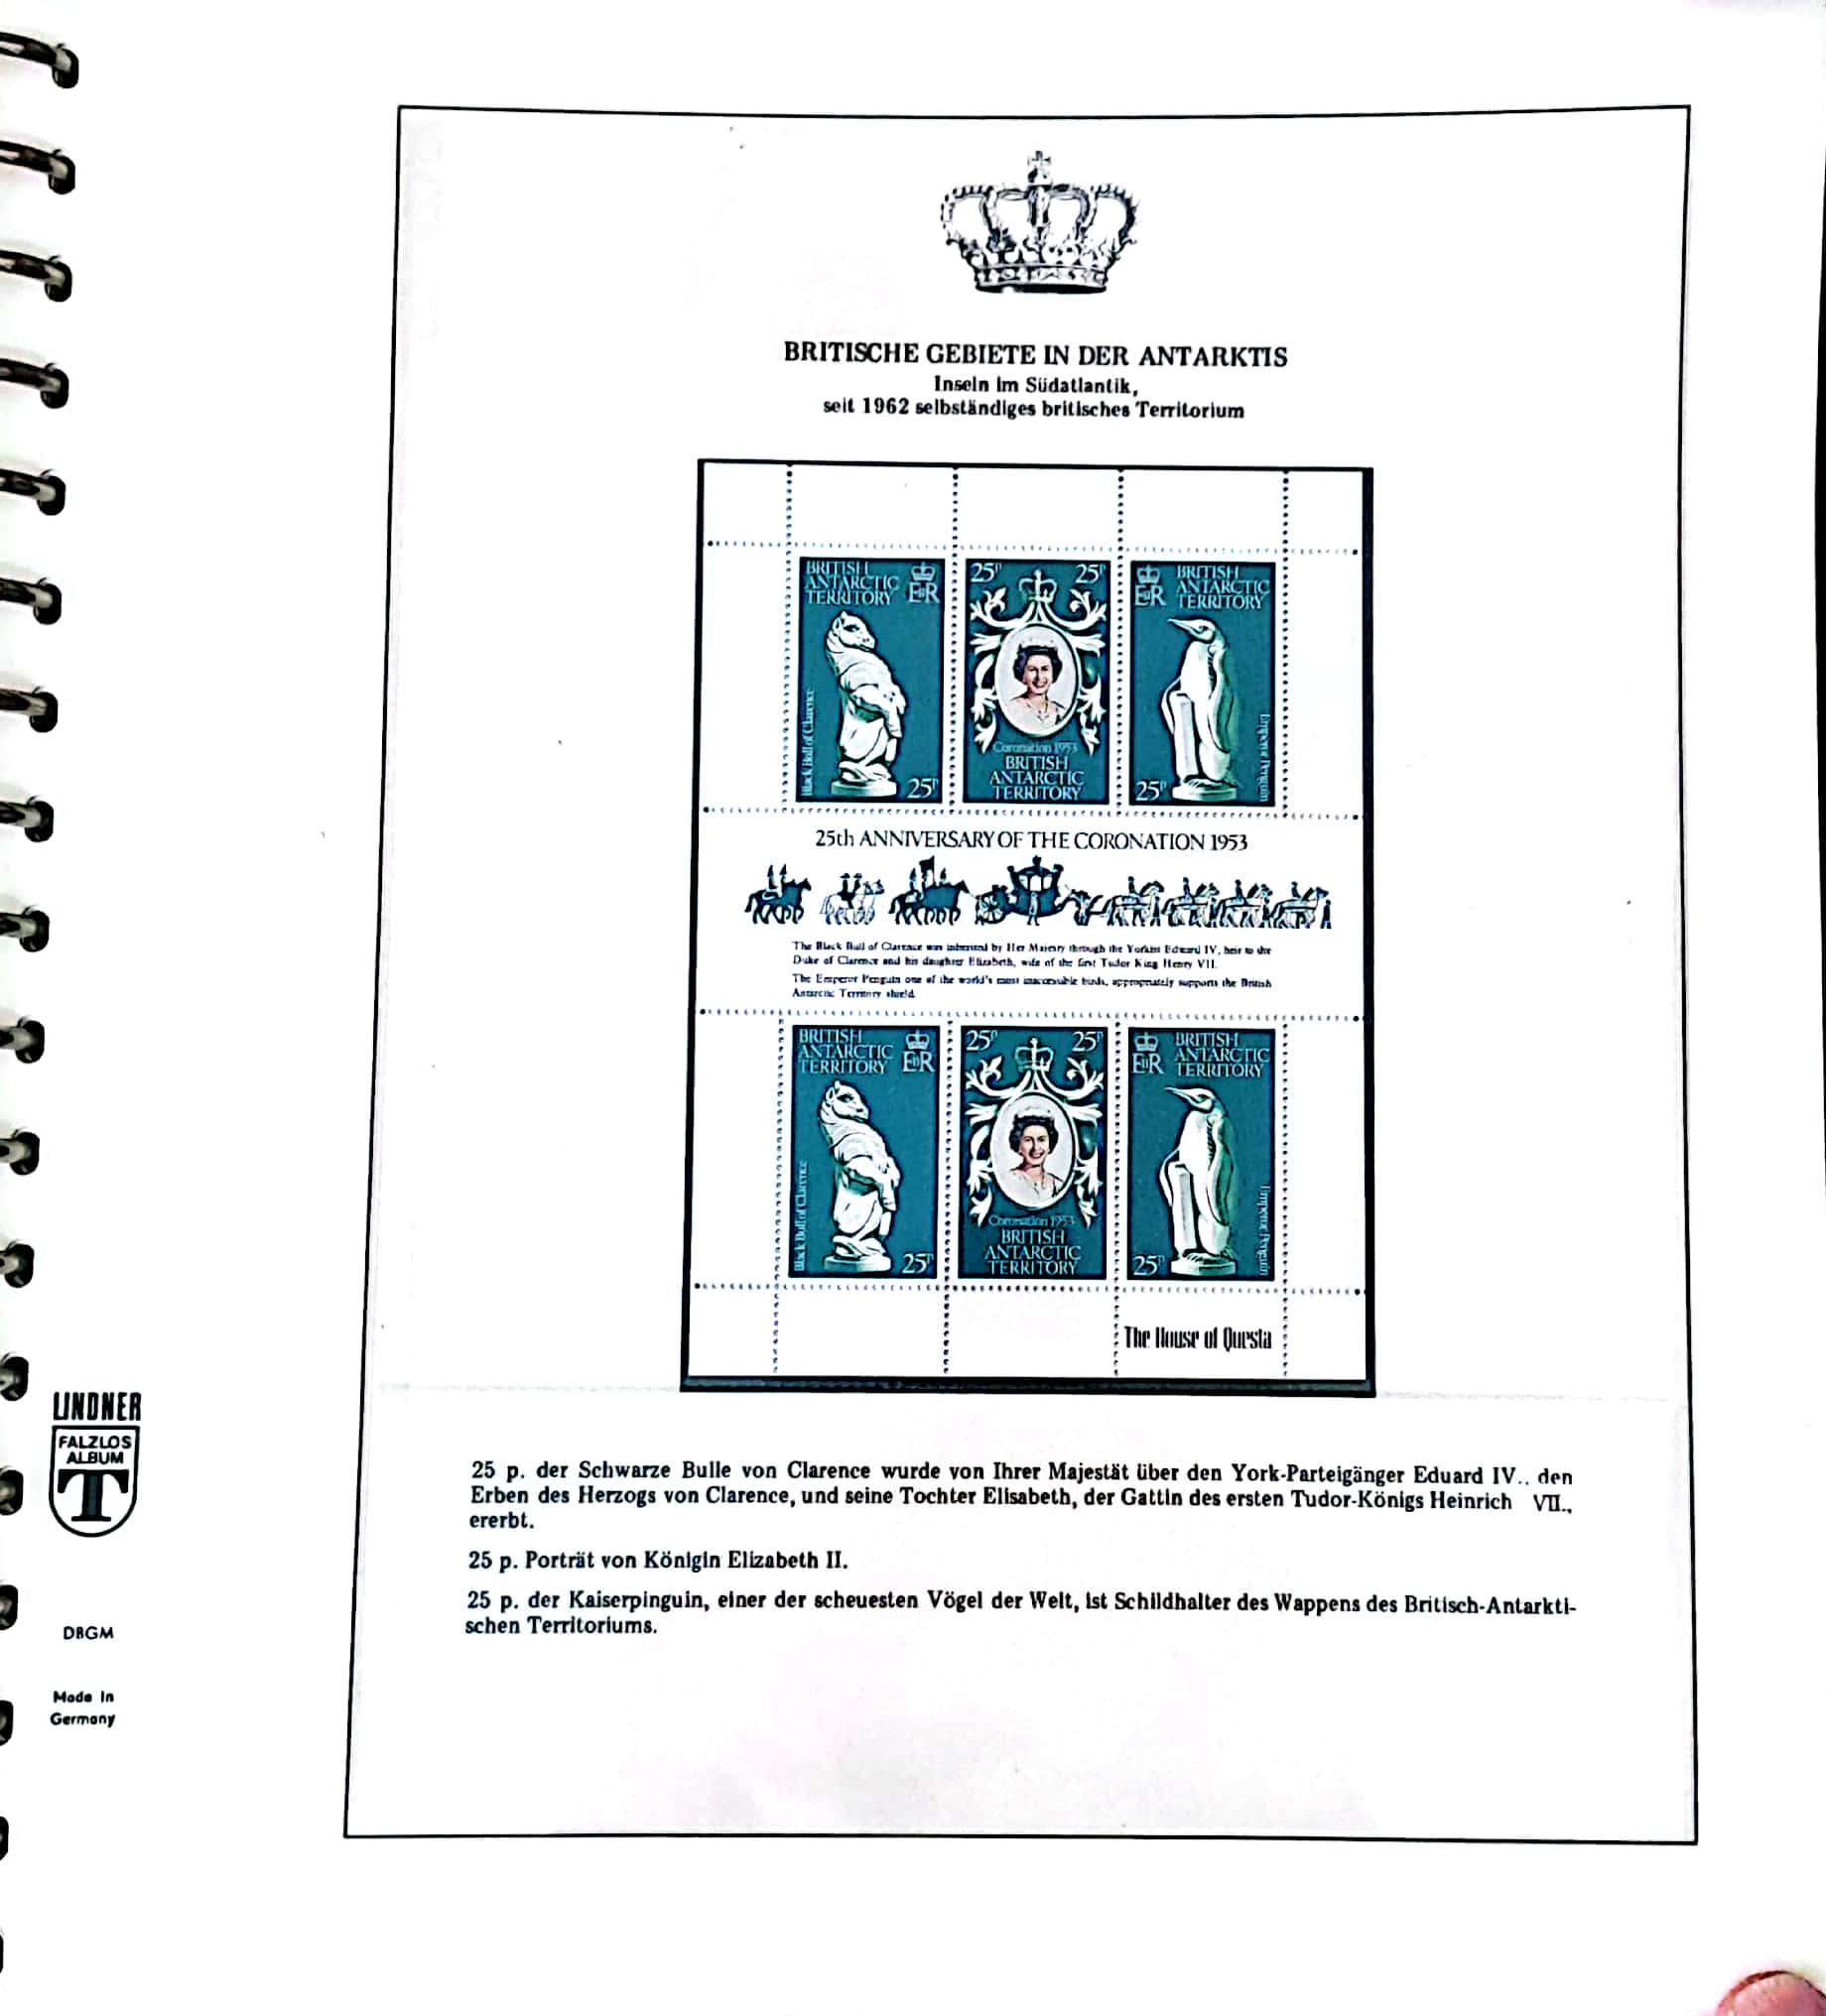 BRITISCHE GEBIETE IN DER ANTARKTIS
Inseln im Südatlantik,
seit 1962 selbständiges britisches Territorium
BRITISH
ANTARCTIC
TERRITORY
EIIR
Black Bull of Clarence
25P
25P 25P
Coronation 1953
BRITISH
ANTARCTIC
TERRITORY
EIIR
BRITISH
ANTARCTIC
TERRITORY
Emperor Penguin
25P
25th ANNIVERSARY OF THE CORONATION 1953
The Black Bull of Clarence was inherited by Her Majesty through the Yorkist Edward IV, heir to the
Duke of Clarence and his daughter Elizabeth, wife of the first Tudor King Henry VII.
The Emperor Penguin one of the world's most inaccessible birds, appropriately supports the British
Antarctic Territory shield.
BRITISH
ANTARCTIC
TERRITORY
EIIR
Black Bull of Clarence
25P
25P 25P
Coronation 1953
BRITISH
ANTARCTIC
TERRITORY
EIIR
BRITISH
ANTARCTIC
TERRITORY
Emperor Penguin
25P
The House of Questa
25 p. der Schwarze Bulle von Clarence wurde von Ihrer Majestät über den York-Parteigänger Eduard IV., den
Erben des Herzogs von Clarence, und seine Tochter Elisabeth, der Gattin des ersten Tudor-Königs Heinrich VII.,
ererbt.
25 p. Porträt von Königin Elizabeth II.
25 p. der Kaiserpinguin, einer der scheuesten Vögel der Welt, ist Schildhalter des Wappens des Britisch-Antarkti-
schen Territoriums.
LINDNER
FALZLOS
ALBUM
T
DBGM
Made in
Germany